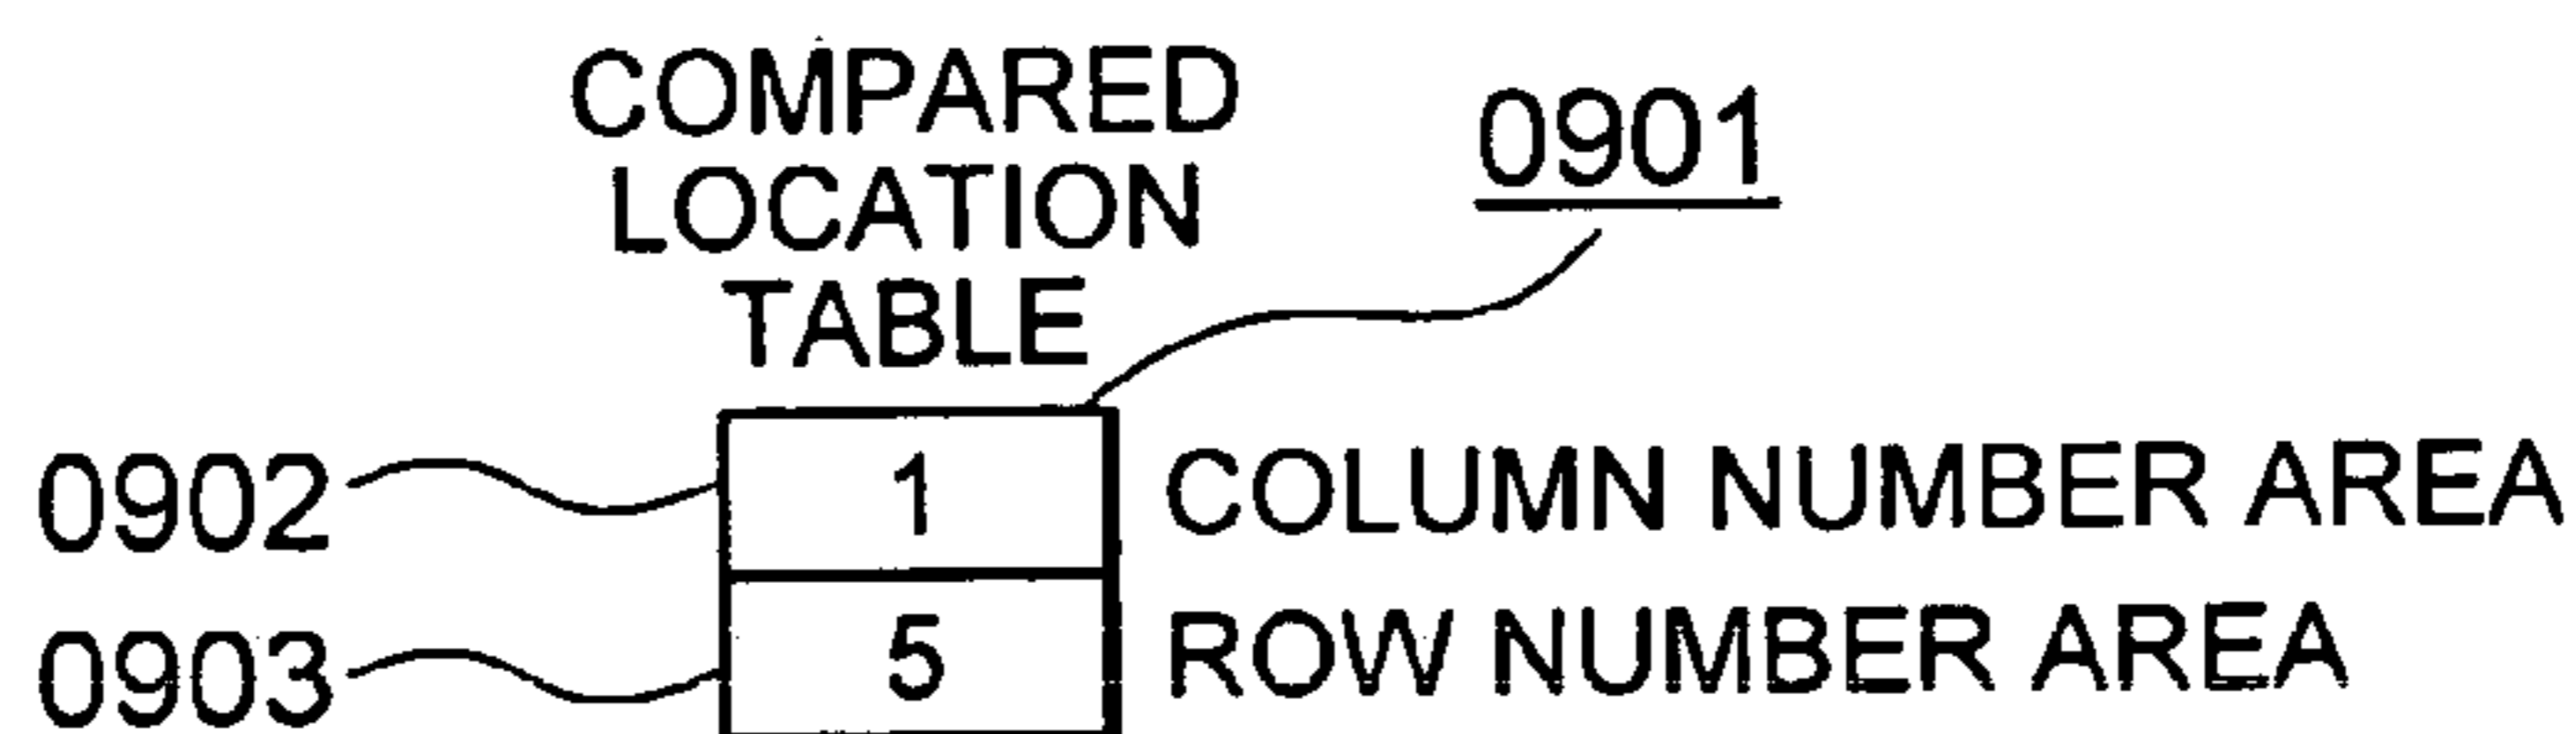 COMPARED
LOCATION
TABLE
0901
0902 1 COLUMN NUMBER AREA
0903 5 ROW NUMBER AREA